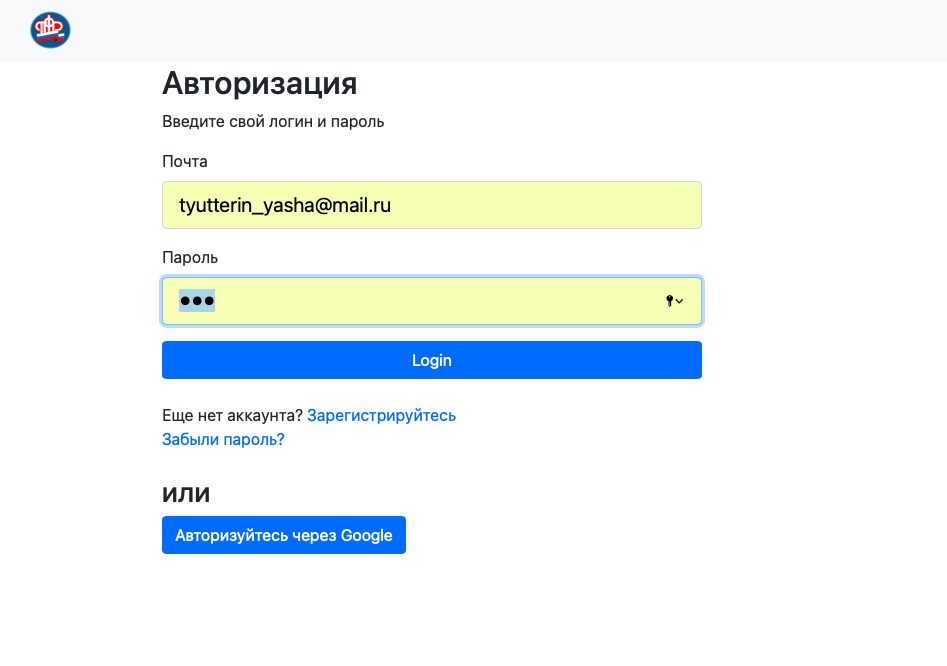 Авторизация
Введите свой логин и пароль
Почта
tyutterin_yasha@mail.ru
Пароль
●●●
Login
Еще нет аккаунта? Зарегистрируйтесь
Забыли пароль?
или
Авторизуйтесь через Google